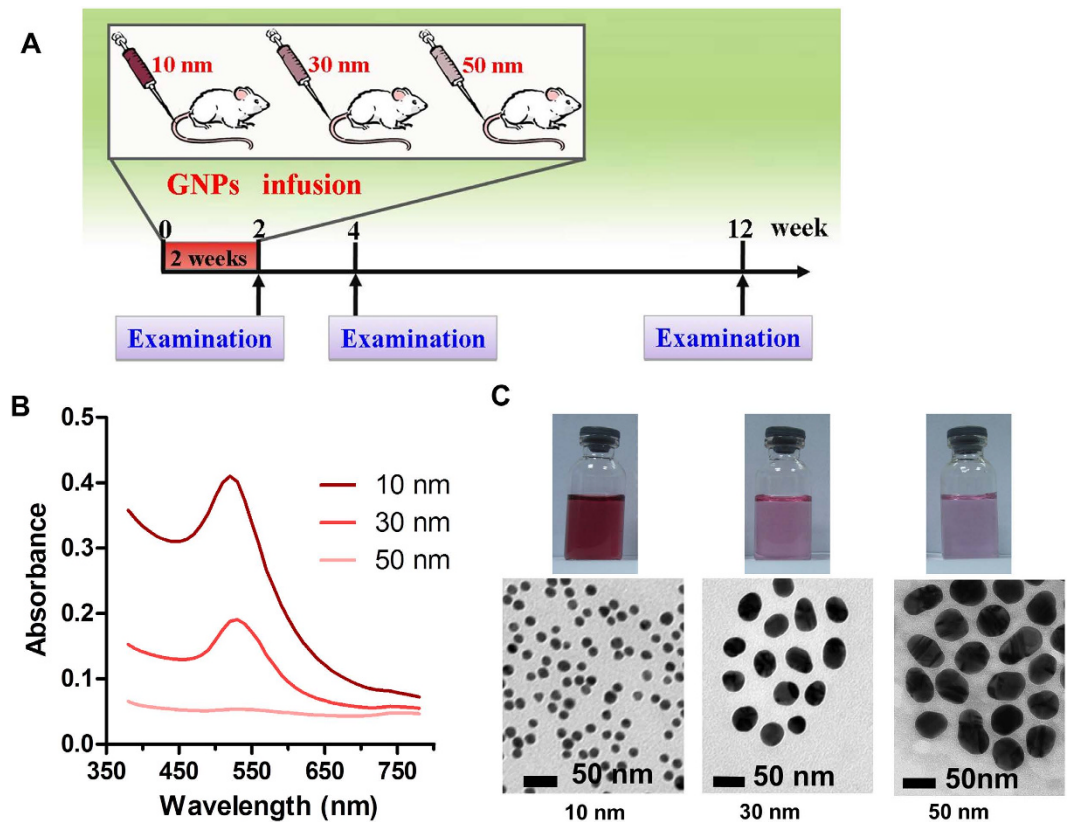 A
10 nm 30 nm 50 nm
GNPs infusion
0 2 4 12 week
2 weeks
Examination Examination Examination
B
0.5
0.4
0.3
0.2
0.1
0.0
Absorbance
10 nm
30 nm
50 nm
350 450 550 650 750
Wavelength (nm)
C
50 nm 50 nm 50nm
10 nm 30 nm 50 nm